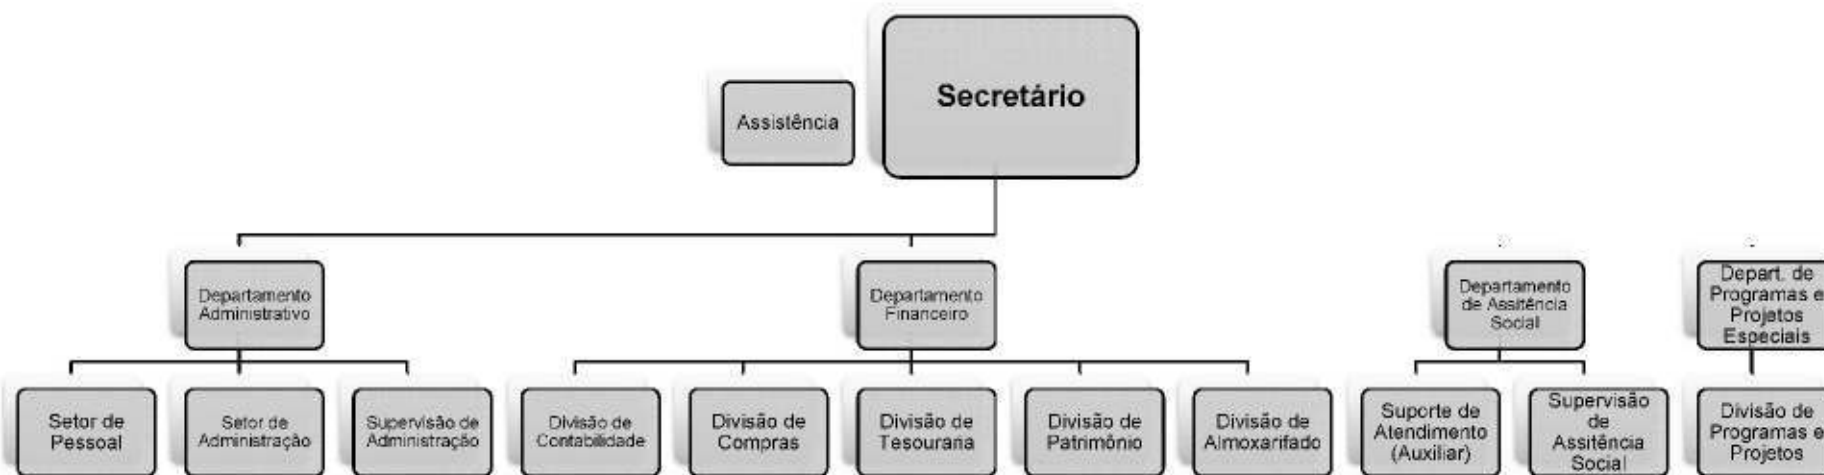 Secretário
Assistência
Departamento
Administrativo
Departamento
Financeiro
Departamento
de Assitência
Social
Depart. de
Programas e
Projetos
Especiais
Setor de
Pessoal
Setor de
Administração
Supervisão de
Administração
Divisão de
Contabilidade
Divisão de
Compras
Divisão de
Tesouraria
Divisão de
Patrimônio
Divisão de
Almoxarifado
Suporte de
Atendimento
(Auxiliar)
Supervisão
de
Assitência
Social
Divisão de
Programas e
Projetos